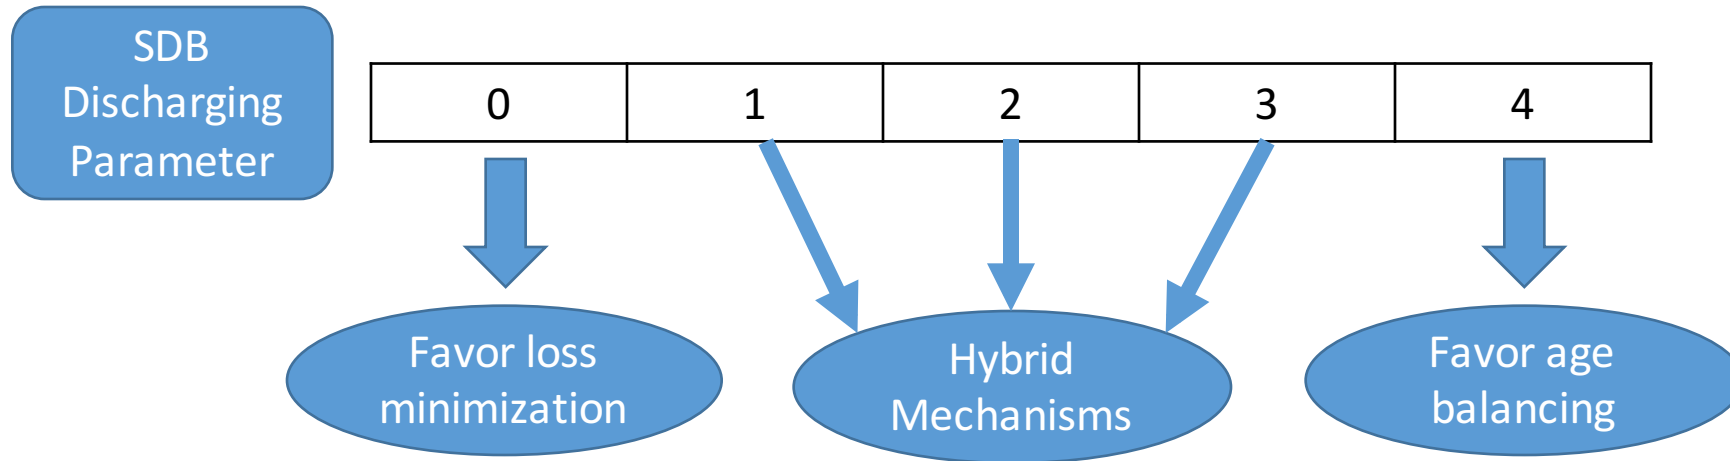 SDB
Discharging
Parameter
0 1 2 3 4
Favor loss
minimization
Hybrid
Mechanisms
Favor age
balancing